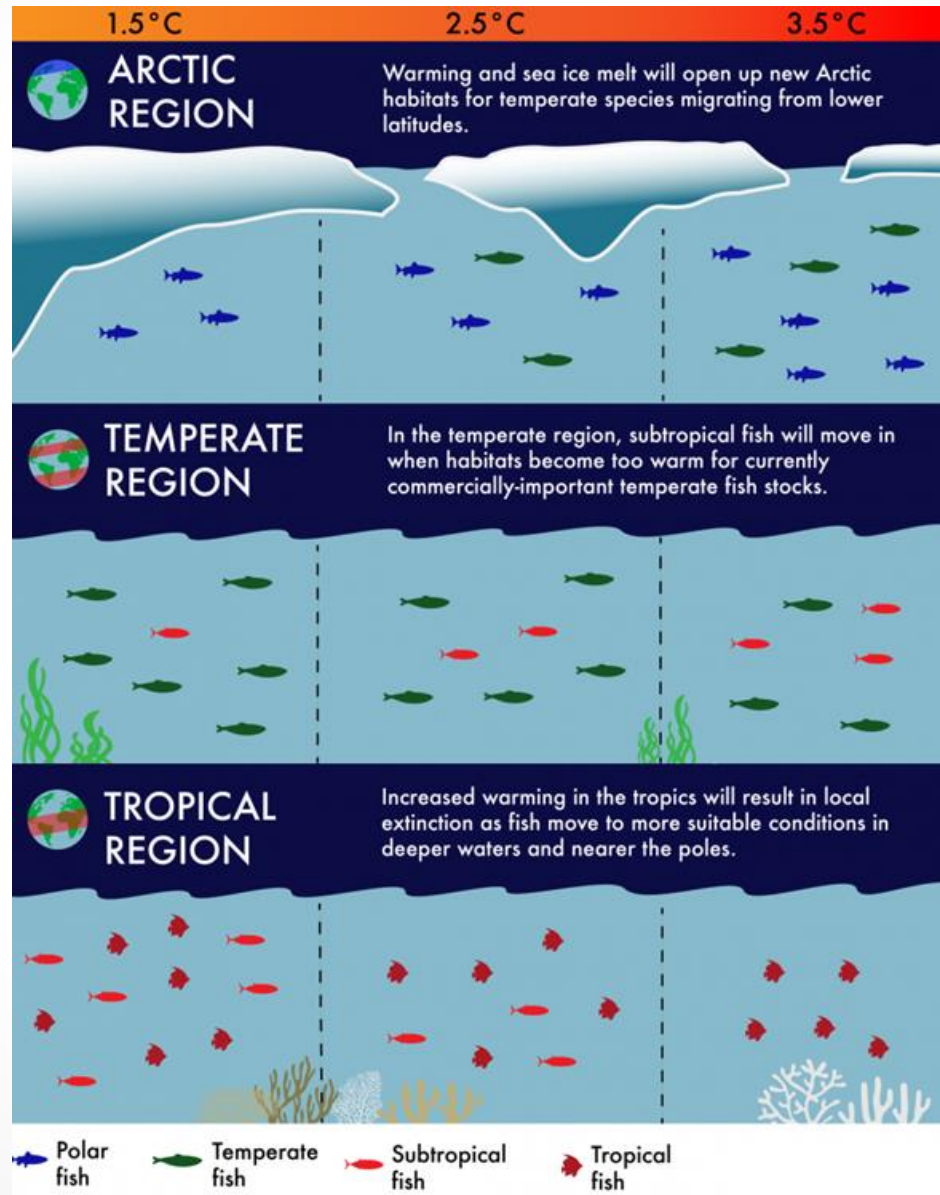 1.5°C 2.5°C 3.5°C
ARCTIC
REGION
Warming and sea ice melt will open up new Arctic
habitats for temperate species migrating from lower
latitudes.
TEMPERATE
REGION
In the temperate region, subtropical fish will move in
when habitats become too warm for currently
commercially-important temperate fish stocks.
TROPICAL
REGION
Increased warming in the tropics will result in local
extinction as fish move to more suitable conditions in
deeper waters and nearer the poles.
Polar
fish
Temperate
fish
Subtropical
fish
Tropical
fish